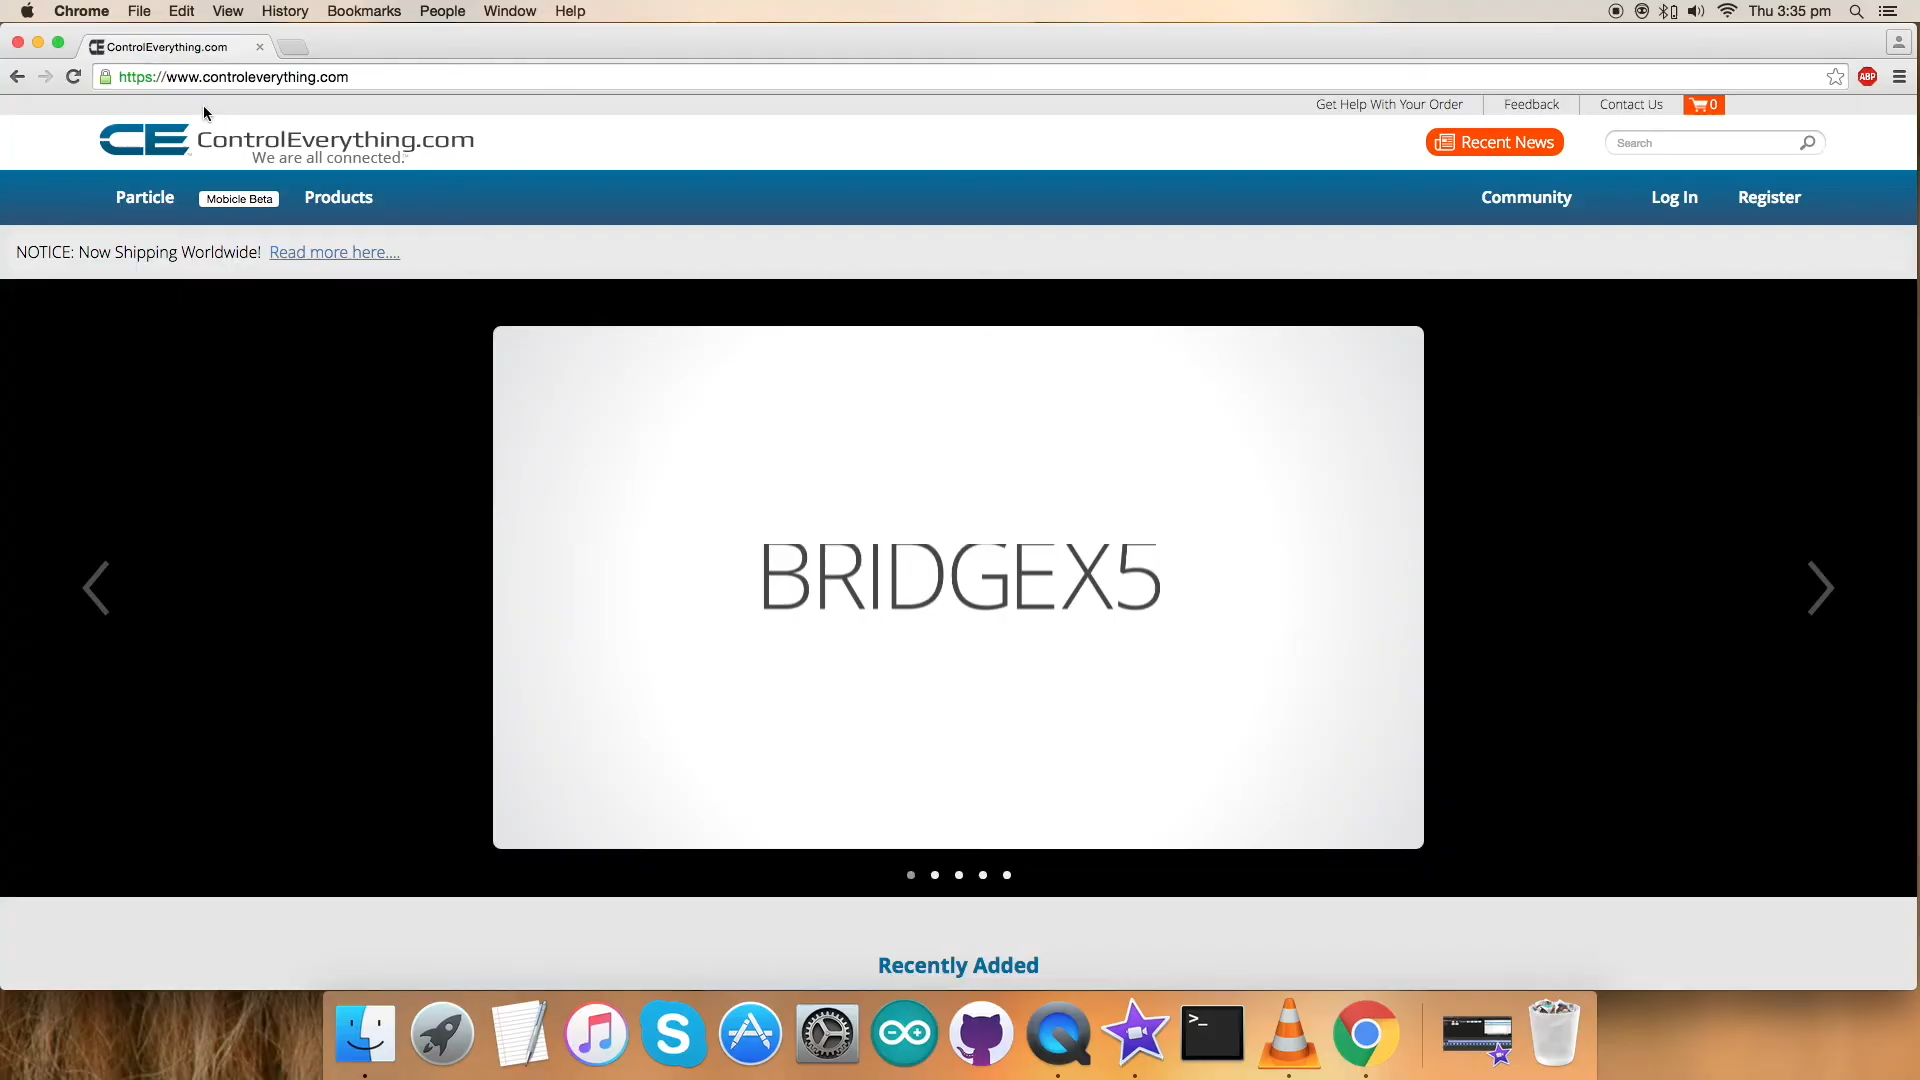 Chrome File Edit View History Bookmarks People Window Help Thu 3:35 pm
ControlEverything.com
https://www.controleverything.com ABP
Get Help With Your Order Feedback Contact Us 0
CE ControlEverything.com
We are all connected.
Recent News Search
Particle Mobicle Beta Products Community Log In Register
NOTICE: Now Shipping Worldwide! Read more here....
BRIDGEX5
Recently Added